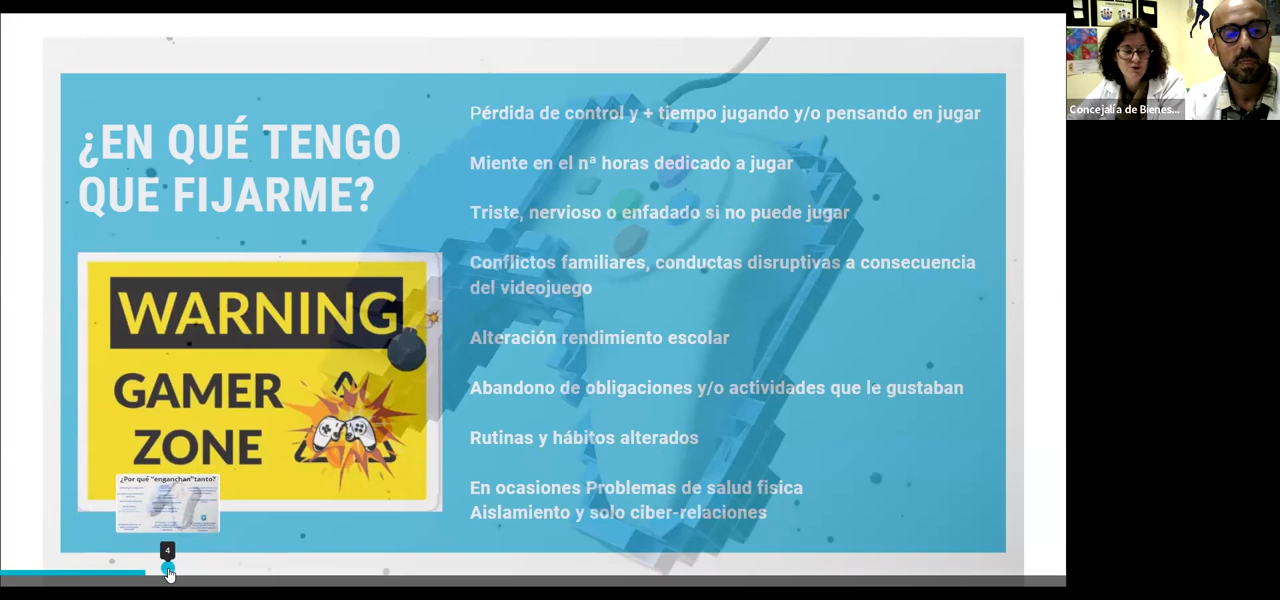 ¿EN QUÉ TENGO
QUE FIJARME?
WARNING
GAMER
ZONE
¿Por qué "enganchan" tanto?
4
Pérdida de control y + tiempo jugando y/o pensando en jugar
Miente en el nª horas dedicado a jugar
Triste, nervioso o enfadado si no puede jugar
Conflictos familiares, conductas disruptivas a consecuencia
del videojuego
Alteración rendimiento escolar
Abandono de obligaciones y/o actividades que le gustaban
Rutinas y hábitos alterados
En ocasiones Problemas de salud fisica
Aislamiento y solo ciber-relaciones
Concejalía de Bienes...